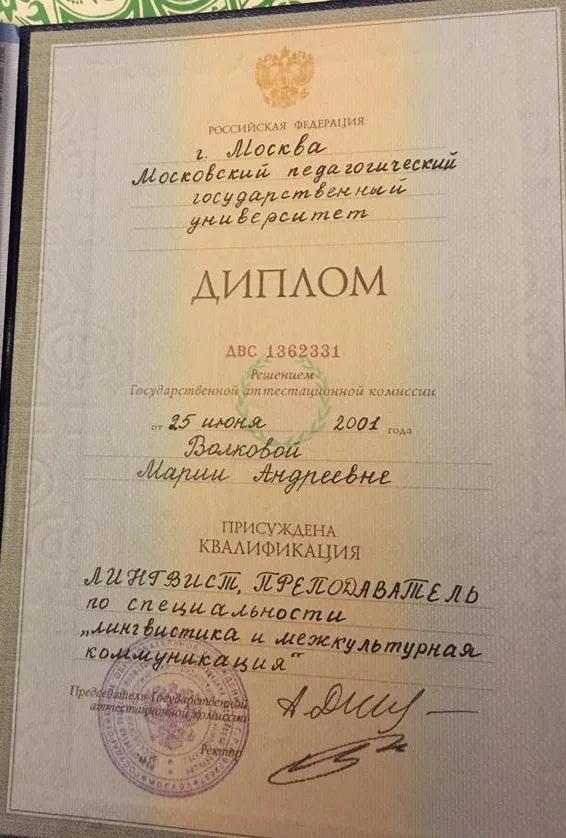 РОССИЙСКАЯ ФЕДЕРАЦИЯ
г. Москва
Московский педагогический
государственный
университет
ДИПЛОМ
ДВС 1362331
Решением
Государственной аттестационной комиссии
от 25 июня 2001 года
Волковой
Марии Андреевне
ПРИСУЖДЕНА
КВАЛИФИКАЦИЯ
ЛИНГВИСТ, ПРЕПОДАВАТЕЛЬ
по специальности
„лингвистика и межкультурная
коммуникация“
Председатель Государственной
аттестационной комиссии
Ректор